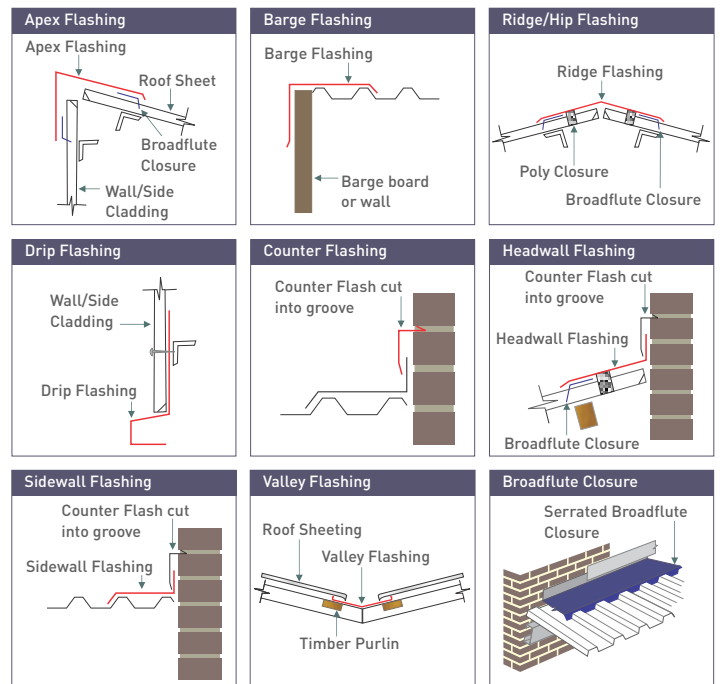 Apex Flashing
Apex Flashing
Roof Sheet
Broadflute
Closure
Wall/Side
Cladding
Barge Flashing
Barge Flashing
Barge board
or wall
Ridge/Hip Flashing
Ridge Flashing
Poly Closure
Broadflute Closure
Drip Flashing
Wall/Side
Cladding
Drip Flashing
Counter Flashing
Counter Flash cut
into groove
Headwall Flashing
Counter Flash cut
into groove
Headwall Flashing
Broadflute Closure
Sidewall Flashing
Counter Flash cut
into groove
Sidewall Flashing
Valley Flashing
Roof Sheeting
Valley Flashing
Timber Purlin
Broadflute Closure
Serrated Broadflute
Closure